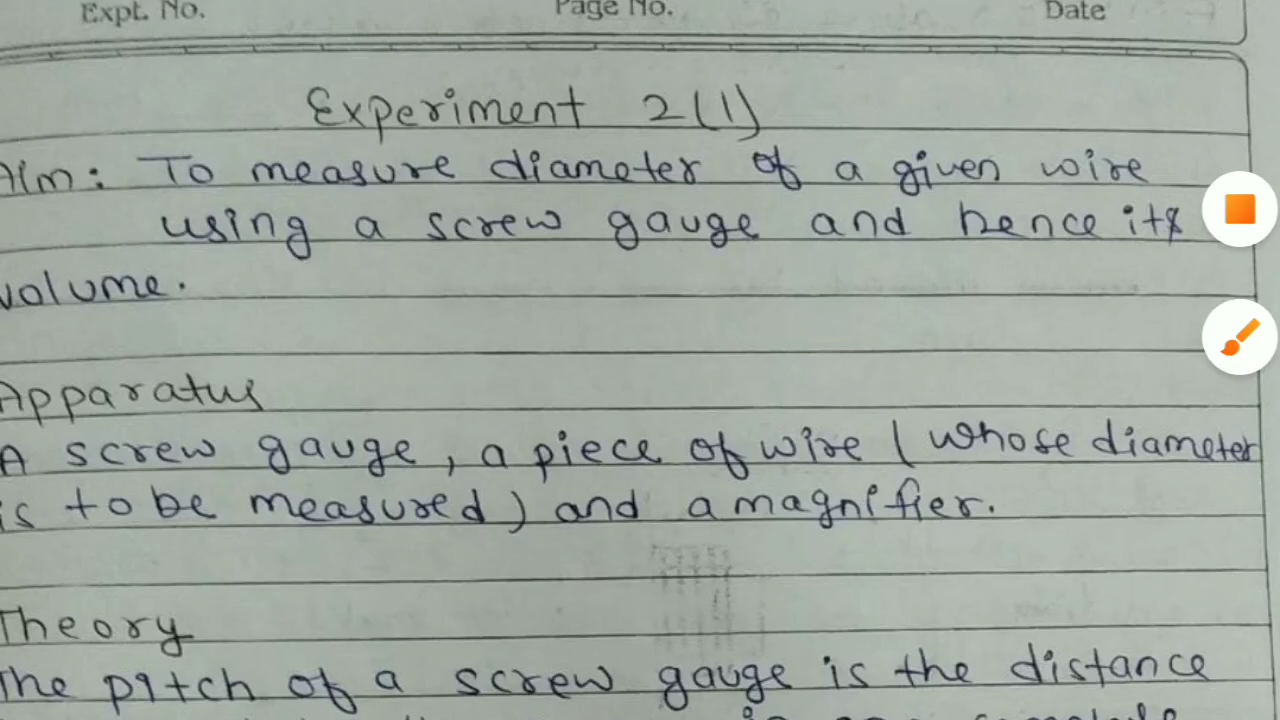 Expt. No. Page No. Date
Experiment 2(1)
Aim: To measure diameter of a given wire
using a screw gauge and hence its
volume.
Apparatus
A screw gauge, a piece of wire (whose diameter
is to be measured) and a magnifier.
Theory
The pitch of a screw gauge is the distance